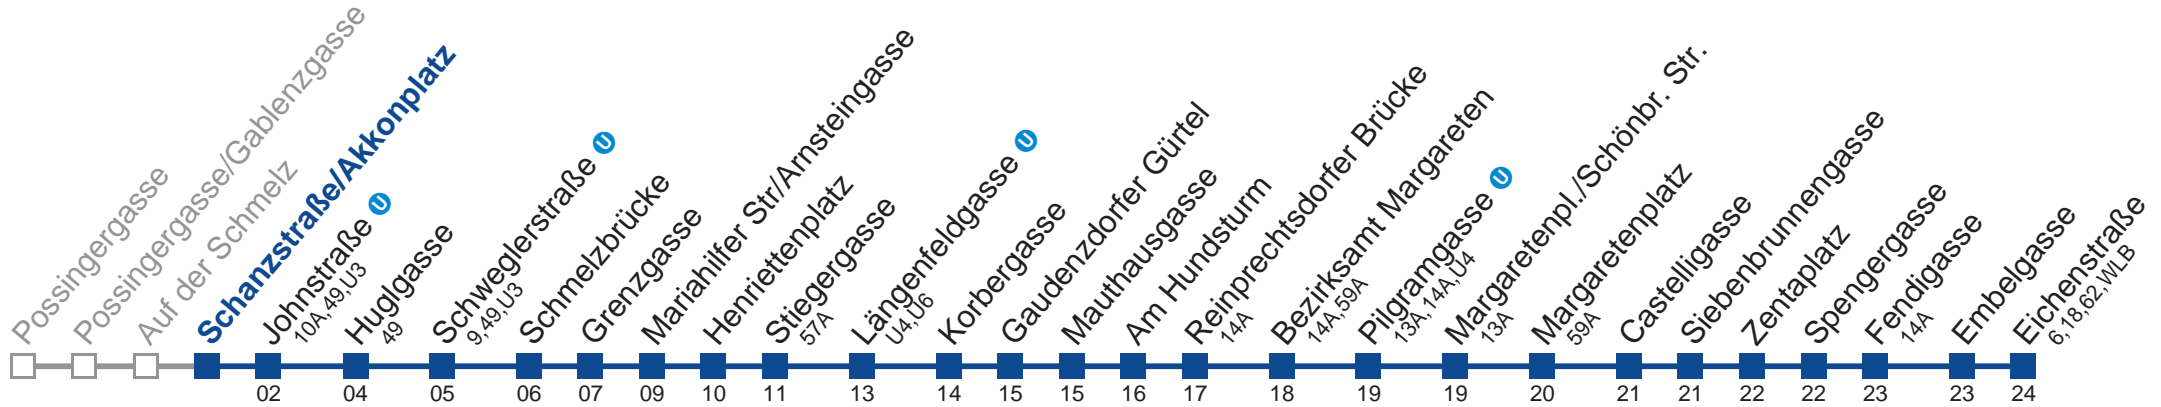 Possingergasse
Possingergasse/Gablenzgasse
Auf der Schmelz
Schanzstraße/Akkonplatz
Johnstraße U
10A, 49, U3
Huglgasse
49
Schweglerstraße U
9, 49, U3
Schmelzbrücke
Grenzgasse
Mariahilfer Str/Arnsteingasse
Henriettenplatz
Stiegergasse
57A
Längenfeldgasse U
U4, U6
Korbergasse
Gaudenzdorfer Gürtel
Mauthausgasse
Am Hundsturm
Reinprechtsdorfer Brücke
14A
Bezirksamt Margareten
14A, 59A
Pilgramgasse U
13A, 14A, U4
Margaretenpl./Schönbr. Str.
13A
Margaretenplatz
59A
Castelligasse
Siebenbrunnengasse
Zentaplatz
Spengergasse
Fendigasse
14A
Embelgasse
Eichenstraße
6, 18, 62, WLB
02 04 05 06 07 09 10 11 13 14 15 15 16 17 18 19 19 20 21 21 22 22 23 23 24